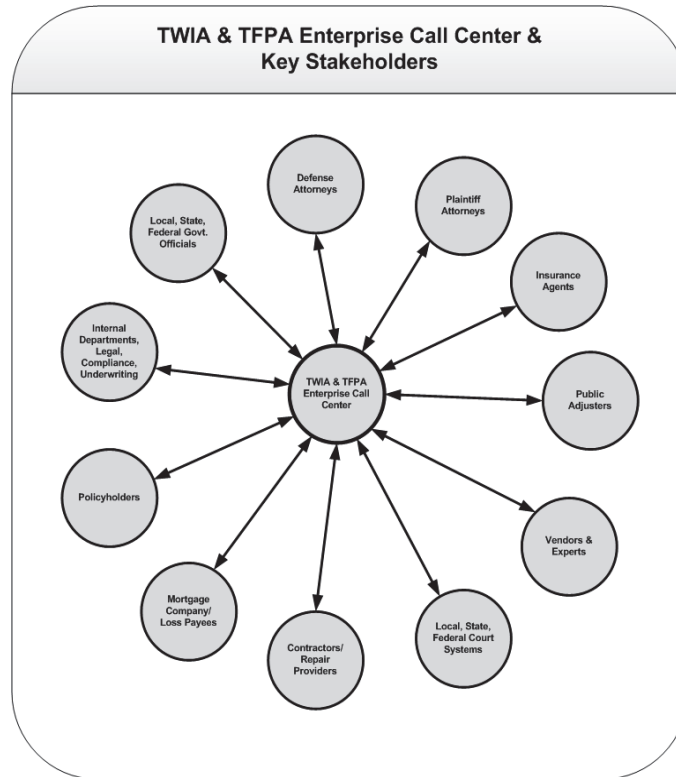 TWIA & TFPA Enterprise Call Center &
Key Stakeholders
Defense
Attorneys
Plaintiff
Attorneys
Local, State,
Federal Govt.
Officials
Insurance
Agents
Internal
Departments,
Legal,
Compliance,
Underwriting
TWIA & TFPA
Enterprise Call
Center
Public
Adjusters
Policyholders
Vendors &
Experts
Mortgage
Company/
Loss Payees
Contractors/
Repair
Providers
Local, State,
Federal Court
Systems